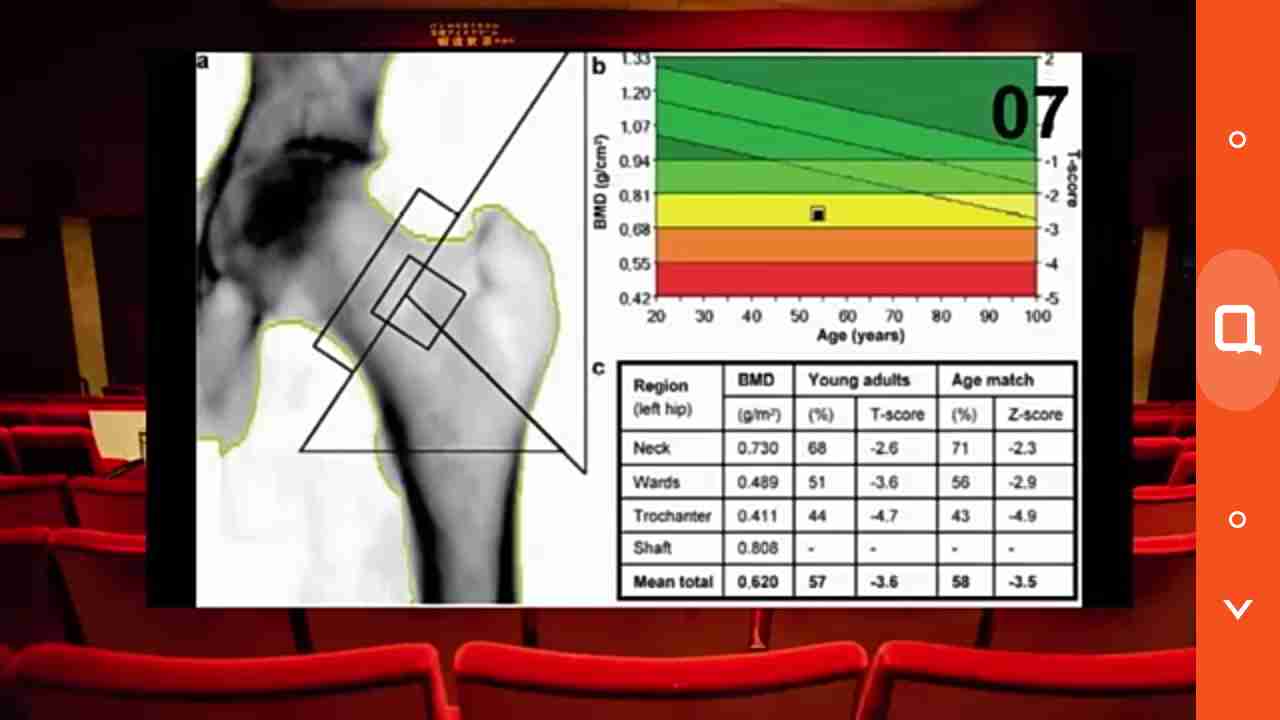 a
b
07
BMD (g/cm²)
1.33
1.20
1.07
0.94
0.81
0.68
0.55
0.42
2
-1
-2
-3
-4
-5
T-score
20 30 40 50 60 70 80 90 100
Age (years)
c
Region (left hip) BMD Young adults Age match
(g/m²) (%) T-score (%) Z-score
Neck 0.730 68 -2.6 71 -2.3
Wards 0.489 51 -3.6 56 -2.9
Trochanter 0.411 44 -4.7 43 -4.9
Shaft 0.808 - - - -
Mean total 0.620 57 -3.6 58 -3.5